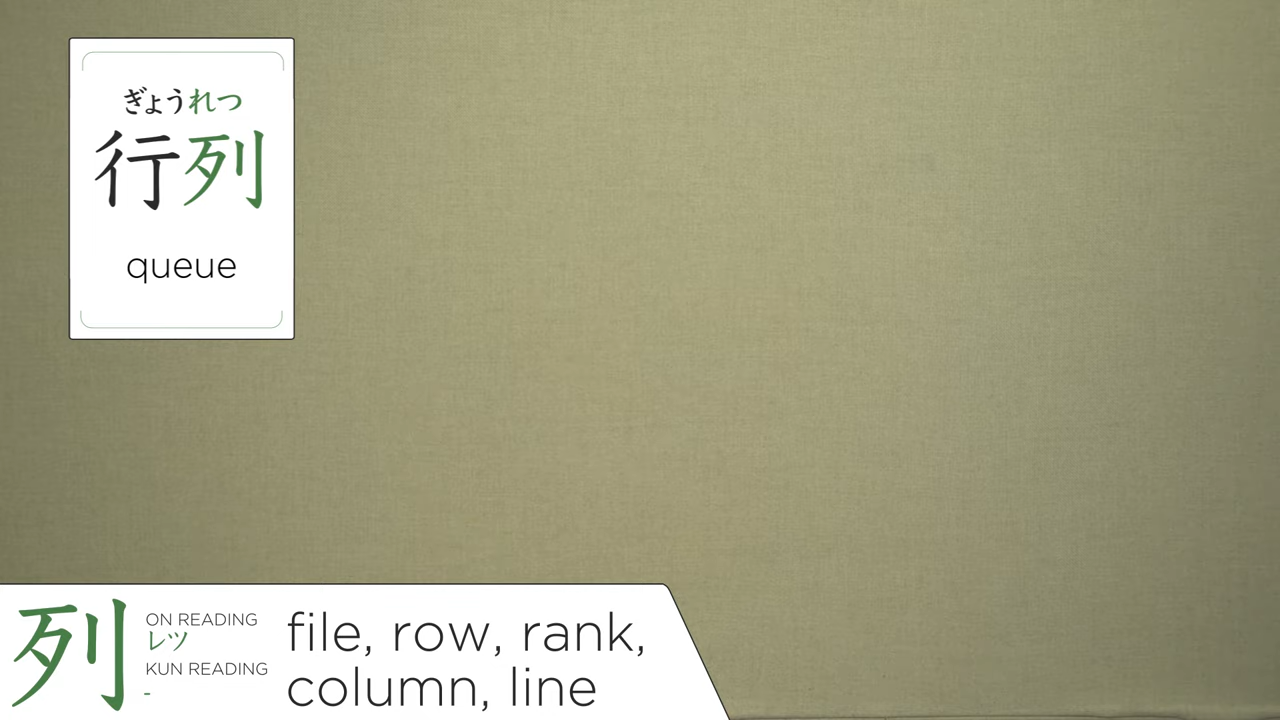 ぎょうれつ
行列
queue
列
ON READING
レツ
KUN READING
-
file, row, rank,
column, line